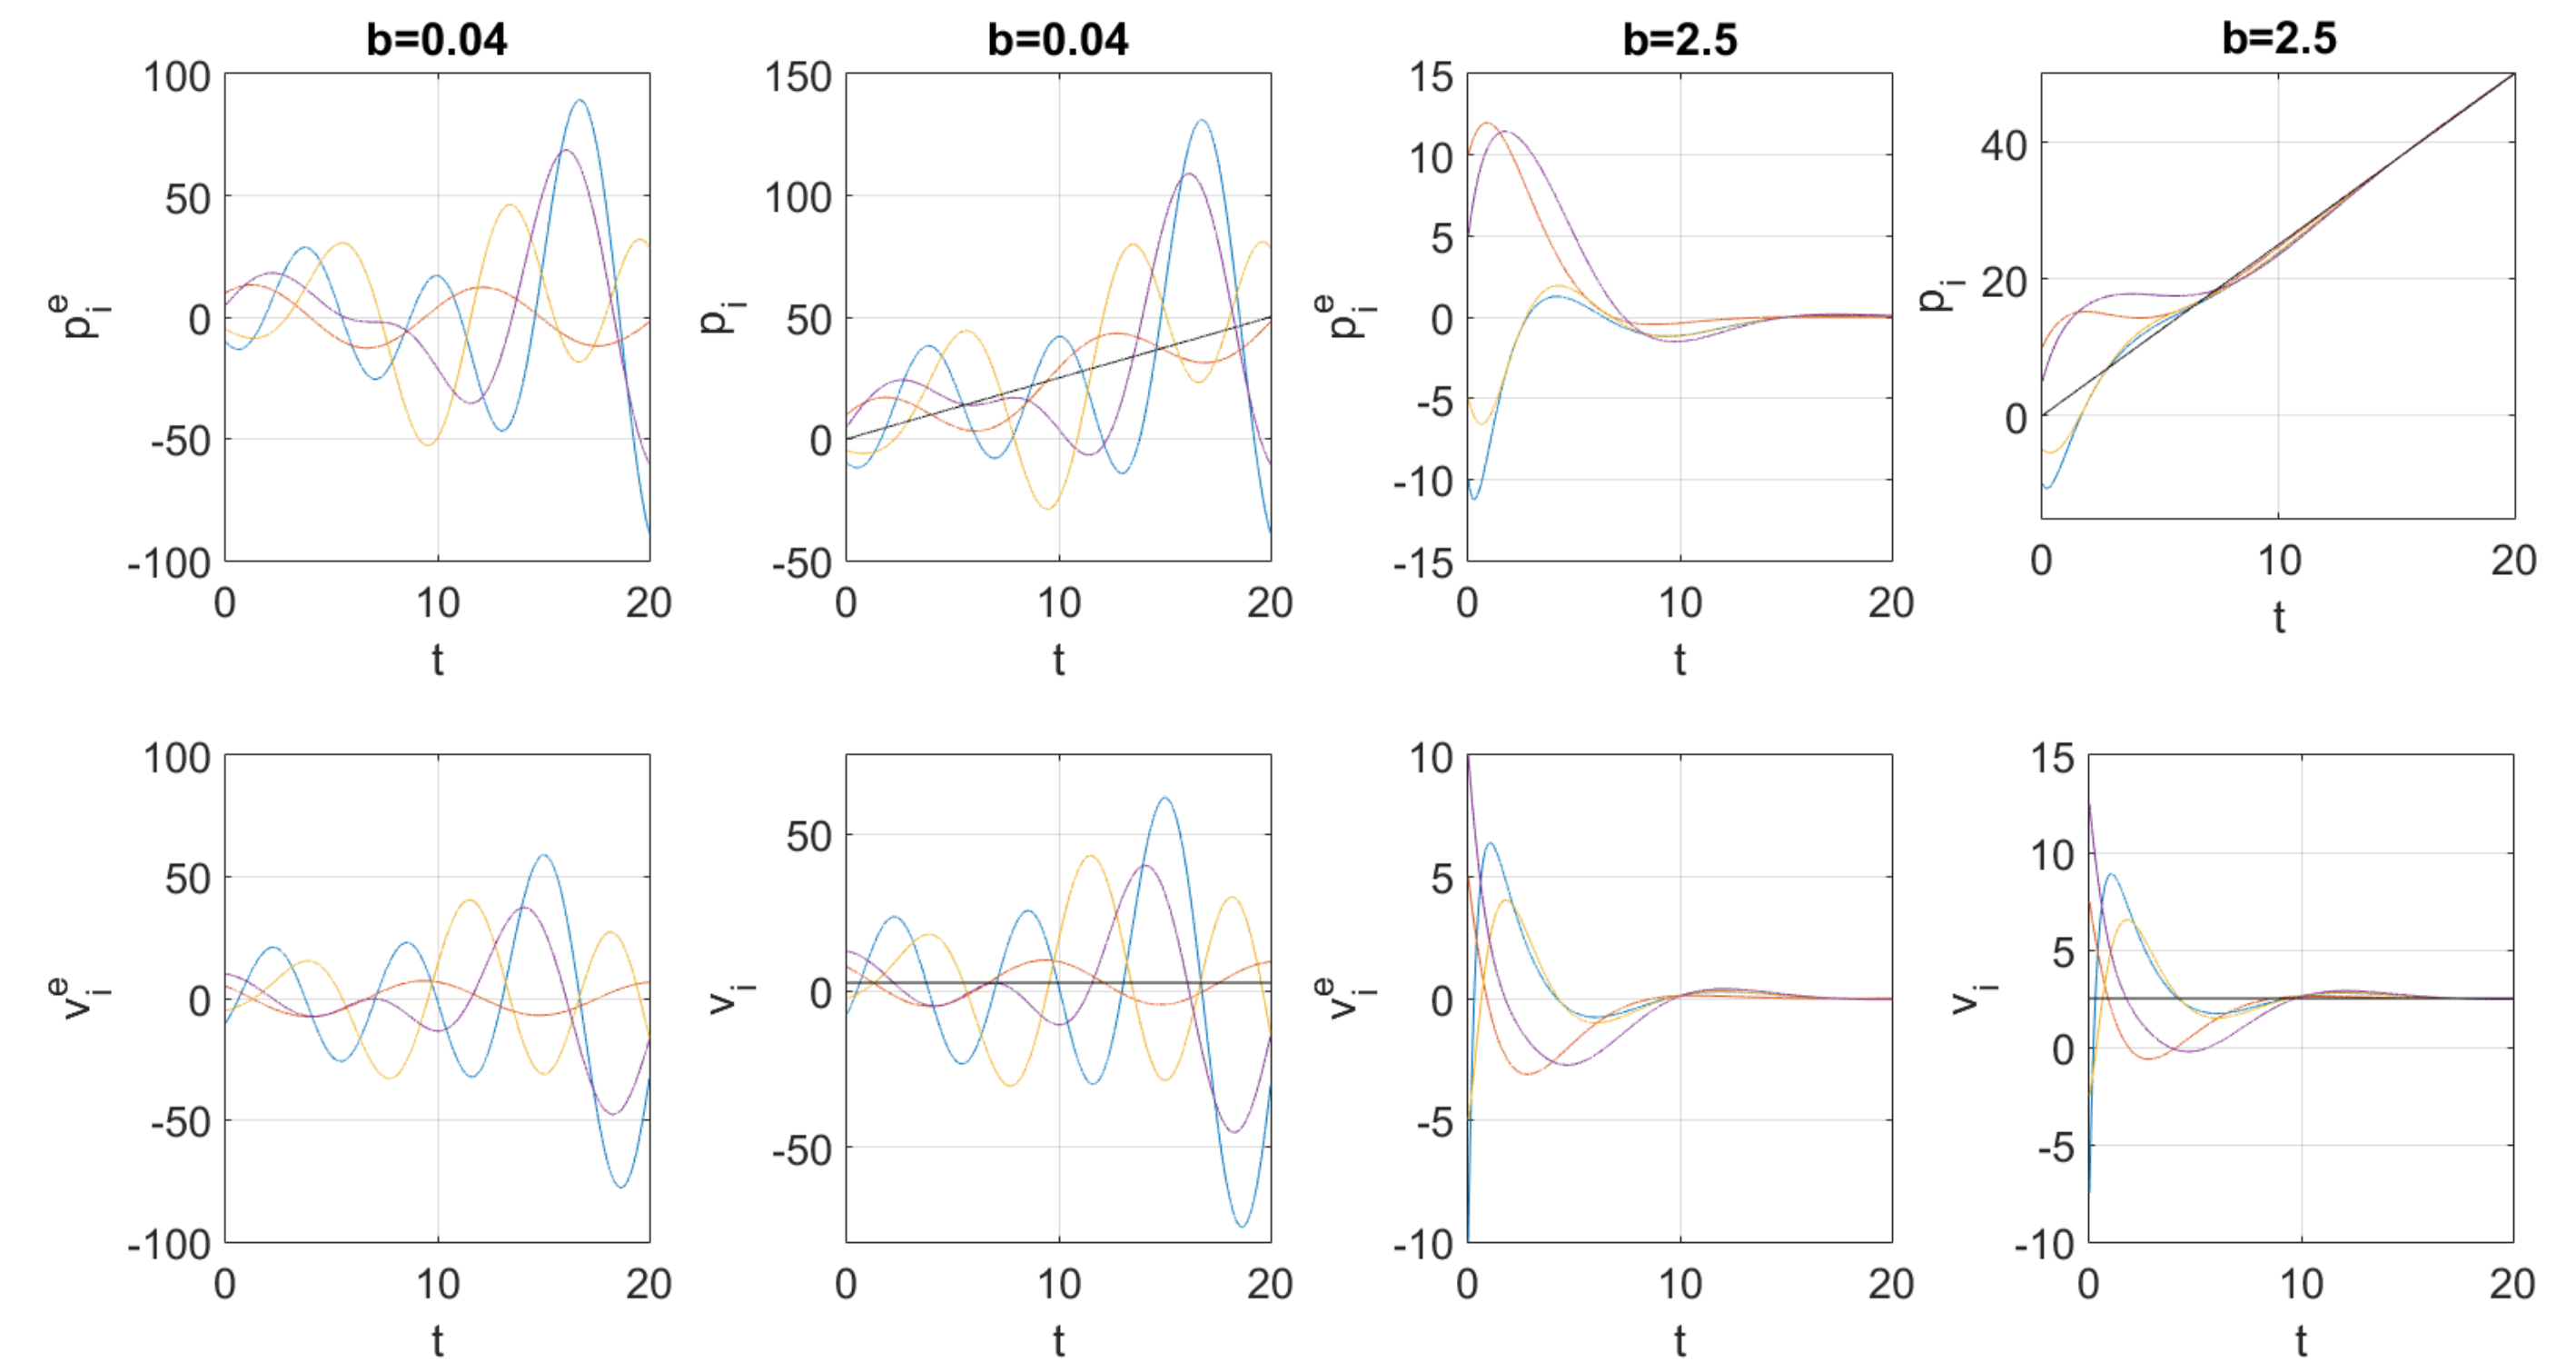 b=0.04 b=0.04 b=2.5 b=2.5
100 150 15
40
50 100 10
5
p_i^e 0 p_i 50 p_i^e 0 p_i 20
-50 0 -5
0
-10
-100 -50 -15
0 10 20 0 10 20 0 10 20 0 10 20
t t t t
100 10 15
50 50 5 10
5
v_i^e 0 v_i 0 v_i^e 0 v_i 0
-50 -50 -5 -5
-100 -10 -10
0 10 20 0 10 20 0 10 20 0 10 20
t t t t